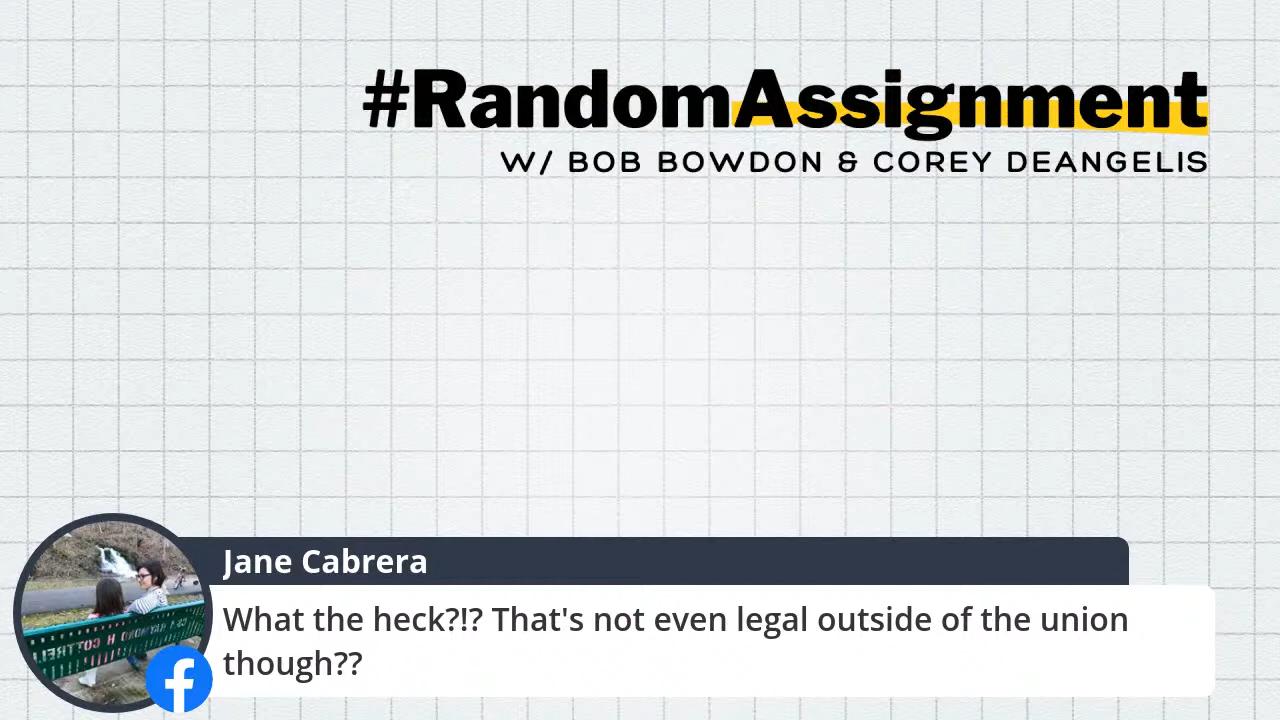 #RandomAssignment
W/ BOB BOWDON & COREY DEANGELIS
Jane Cabrera
What the heck?!? That's not even legal outside of the union
though??